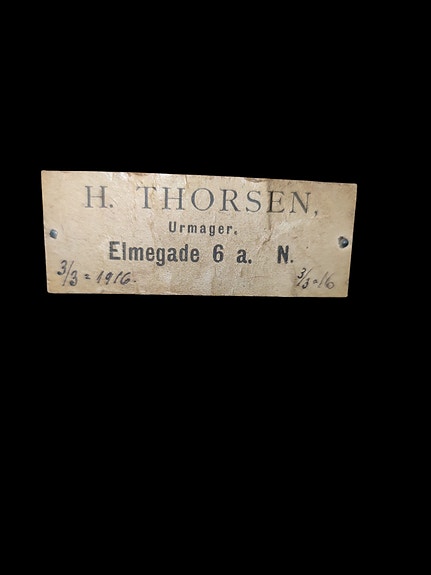 H. THORSEN,
Urmager.
Elmegade 6 a. N.
3/3 = 1916. 3/3 = 16